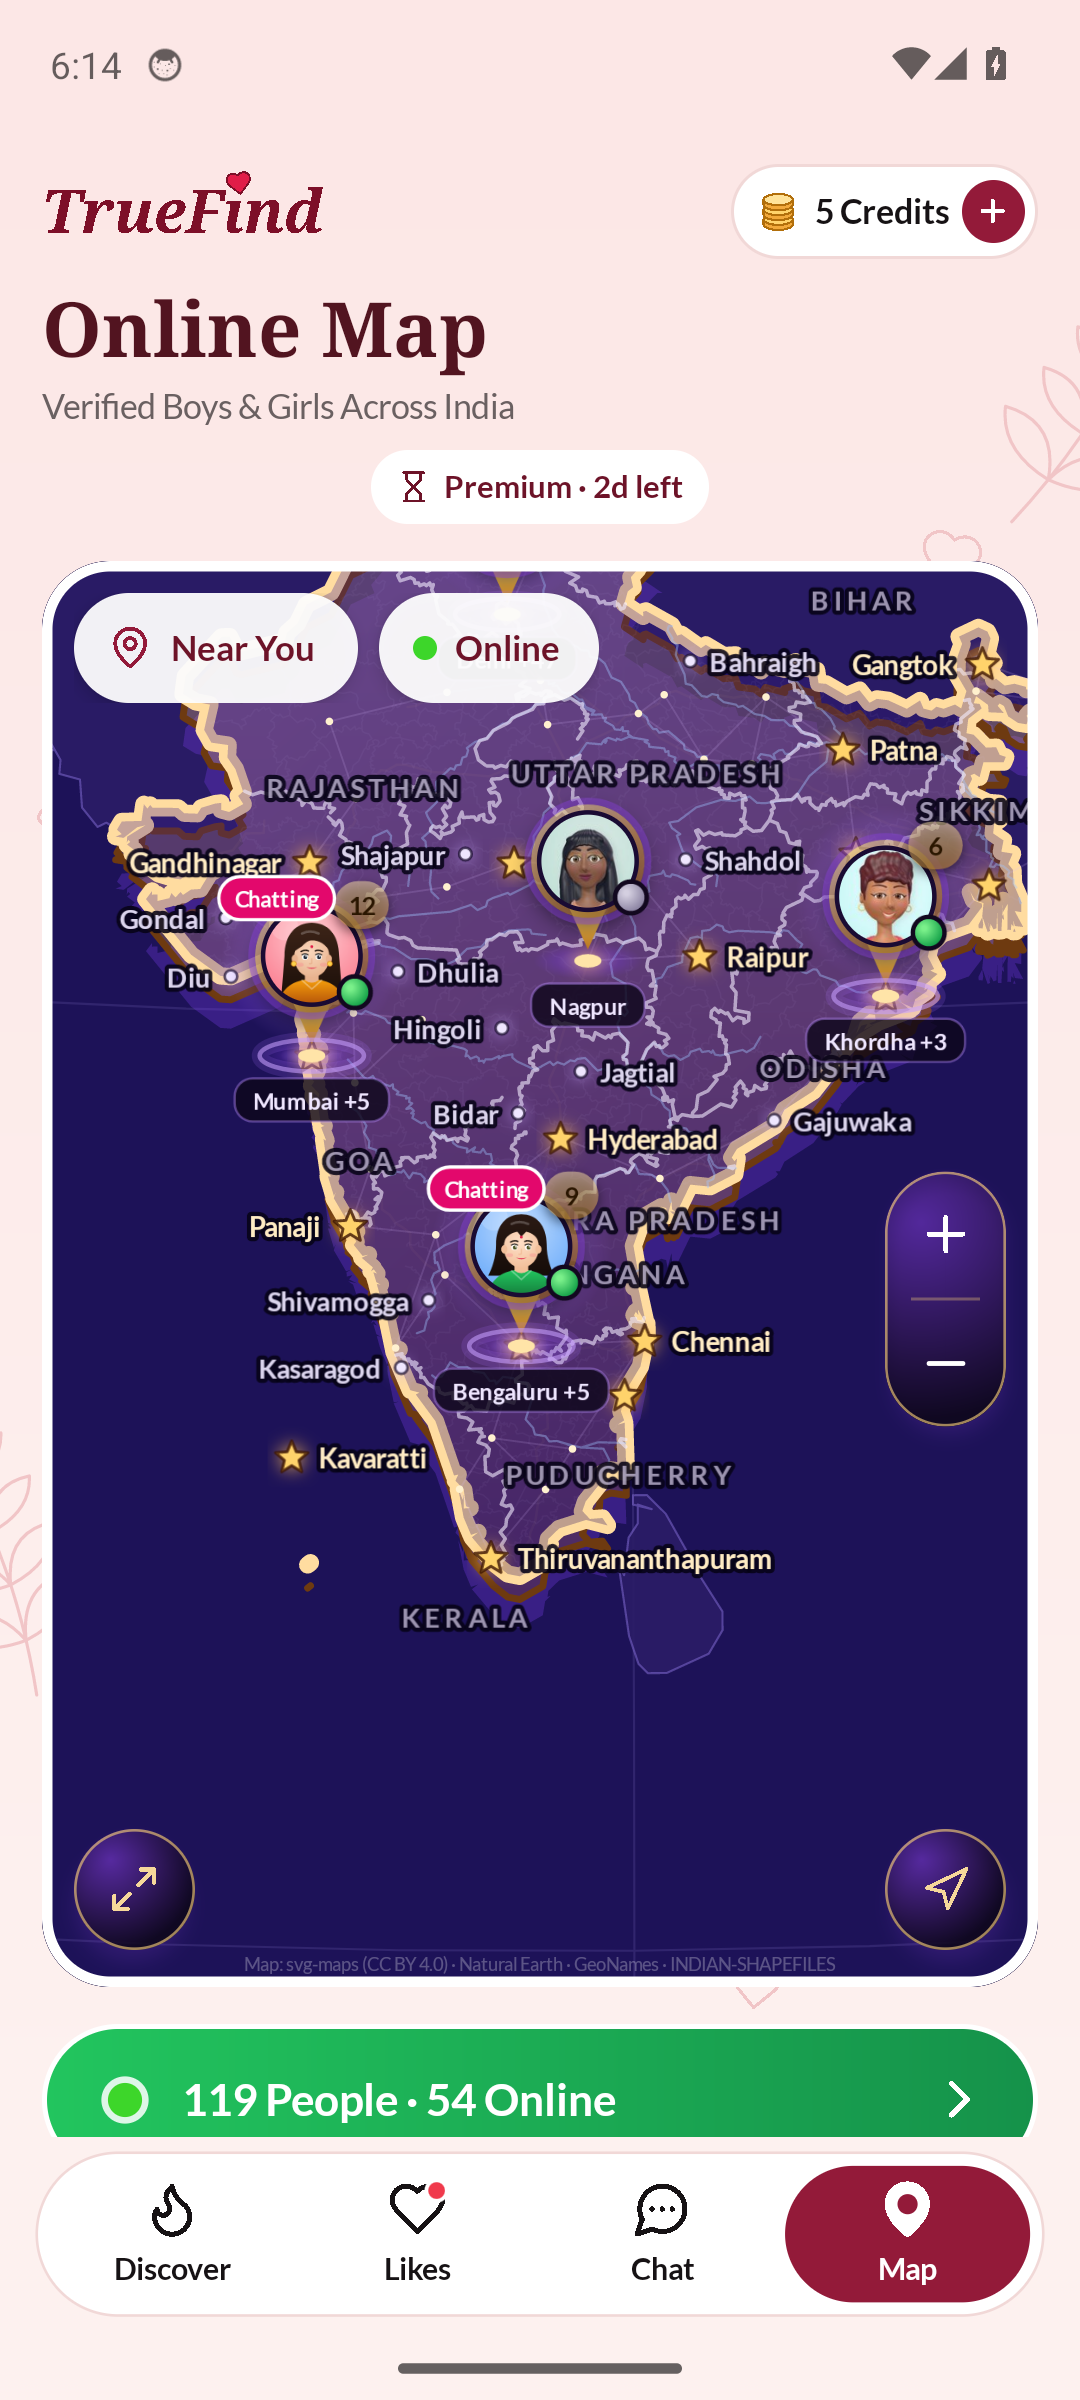 6:14
TrueFind
5 Credits
Online Map
Verified Boys & Girls Across India
Premium · 2d left
Near You
Online
BIHAR
Bahraigh
Gangtok
Patna
RAJASTHAN
UTTAR PRADESH
SIKKIM
Gandhinagar
Shajapur
Shahdol
6
Chatting
12
Gondal
Diu
Dhulia
Raipur
Nagpur
Hingoli
Khordha +3
ODISHA
Jagtial
Mumbai +5
Bidar
Gajuwaka
Hyderabad
GOA
Chatting
9
RA PRADESH
Panaji
NGANA
Shivamogga
Chennai
Kasaragod
Bengaluru +5
Kavaratti
PUDUCHERRY
Thiruvananthapuram
KERALA
Map: svg-maps (CC BY 4.0) · Natural Earth · GeoNames · INDIAN-SHAPEFILES
119 People · 54 Online
Discover
Likes
Chat
Map